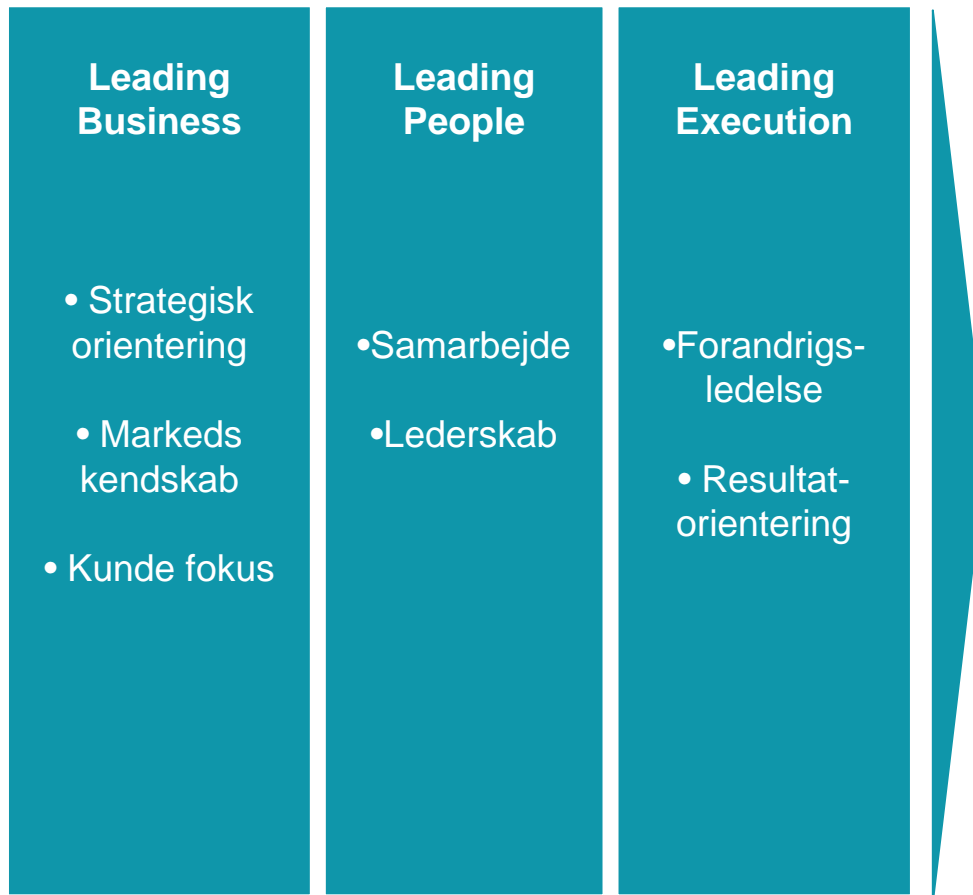 Leading
Business
• Strategisk
orientering
• Markeds
kendskab
• Kunde fokus
Leading
People
•Samarbejde
•Lederskab
Leading
Execution
•Forandrigs-
ledelse
• Resultat-
orientering